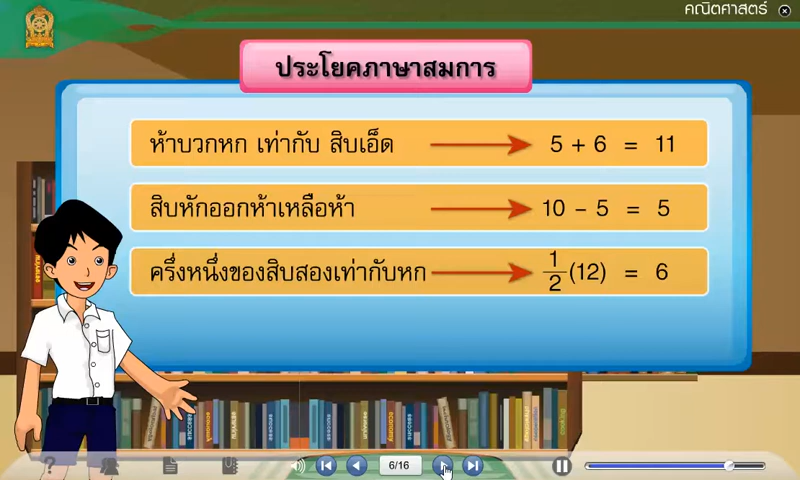 คณิตศาสตร์
ประโยคภาษาสมการ
ห้าบวกหก เท่ากับ สิบเอ็ด 5 + 6 = 11
สิบหักออกห้าเหลือห้า 10 - 5 = 5
ครึ่งหนึ่งของสิบสองเท่ากับหก 1/2 (12) = 6
6/16